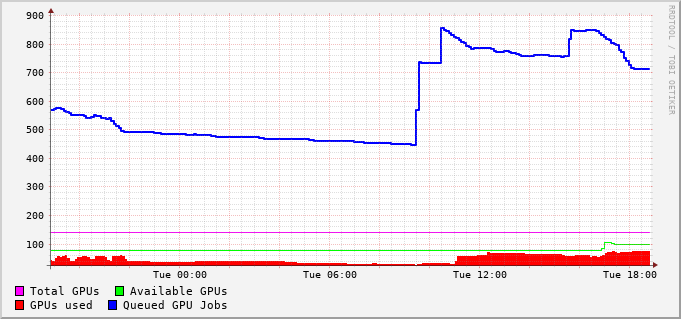 900
800
700
600
500
400
300
200
100
Tue 00:00 Tue 06:00 Tue 12:00 Tue 18:00
Total GPUs Available GPUs
GPUs used Queued GPU Jobs
RRDTOOL / TOBI OETIKER